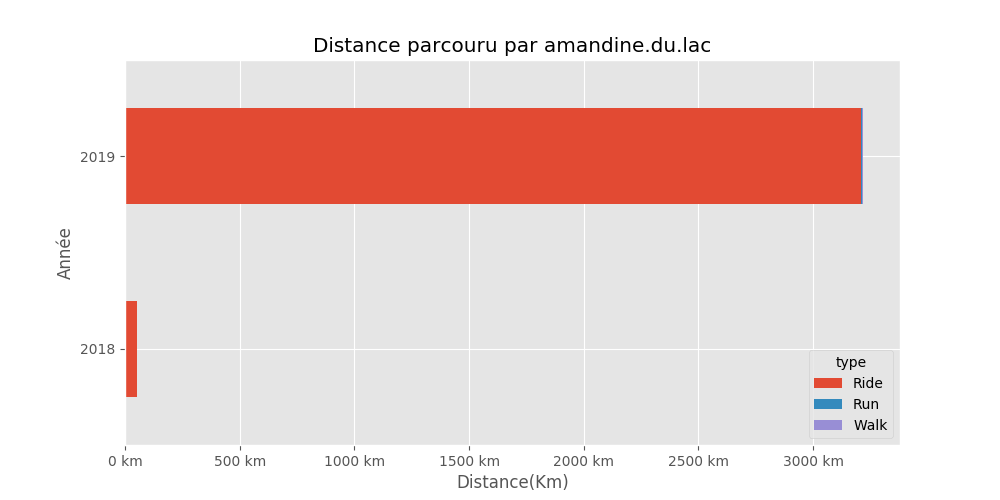 Distance parcouru par amandine.du.lac
2019
Année
2018
type
Ride
Run
Walk
0 km 500 km 1000 km 1500 km 2000 km 2500 km 3000 km
Distance(Km)